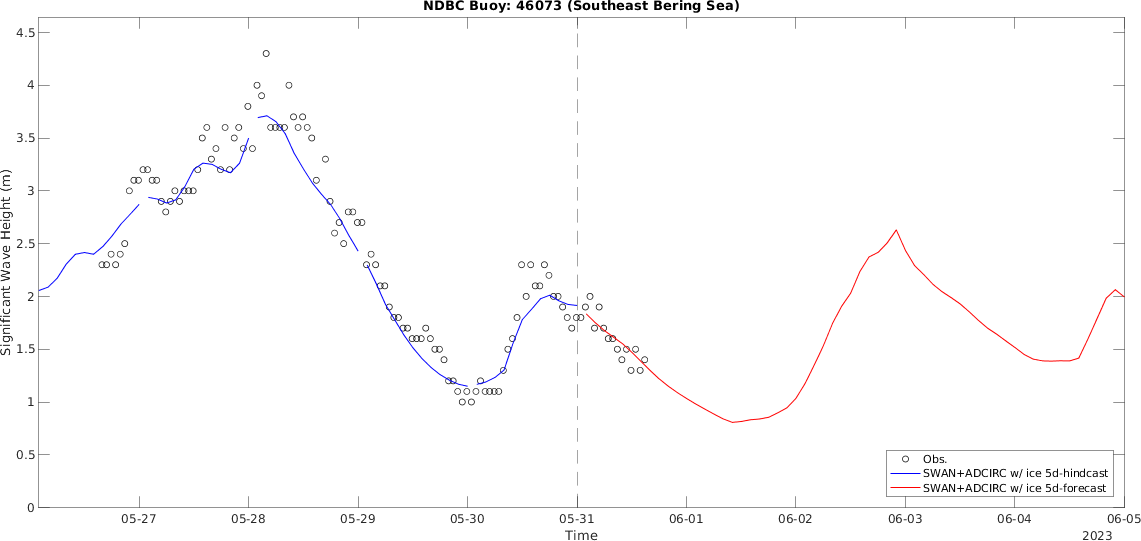 NDBC Buoy: 46073 (Southeast Bering Sea)
Significant Wave Height (m)
4.5
4
3.5
3
2.5
2
1.5
1
0.5
0
05-27 05-28 05-29 05-30 05-31 06-01 06-02 06-03 06-04 06-05
Time
2023
Obs.
SWAN+ADCIRC w/ ice 5d-hindcast
SWAN+ADCIRC w/ ice 5d-forecast